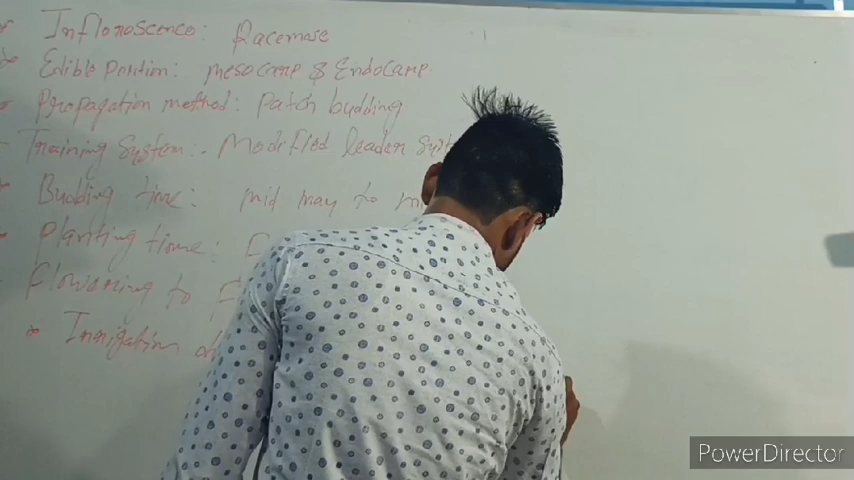 Inflorescence: Racemose
Edible Portion: mesocarp & Endocarp
Propagation method: Patch budding
Training System:- Modified leader
Budding time: mid may to
Planting time:
Flowering to
* Irrigation
PowerDirector